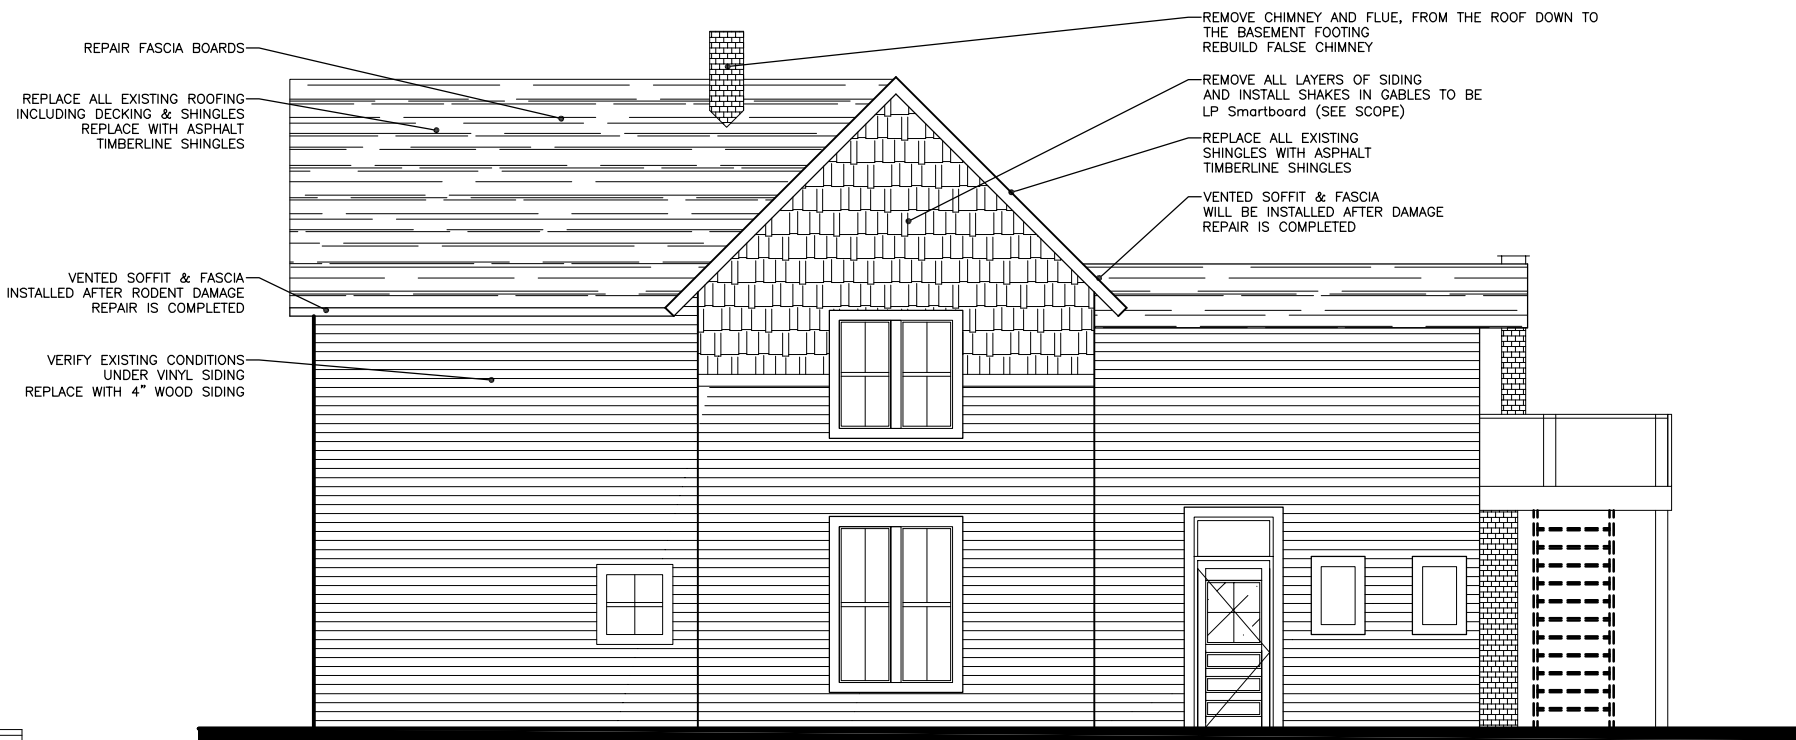 REPAIR FASCIA BOARDS
REPLACE ALL EXISTING ROOFING
INCLUDING DECKING & SHINGLES
REPLACE WITH ASPHALT
TIMBERLINE SHINGLES
VENTED SOFFIT & FASCIA
INSTALLED AFTER RODENT DAMAGE
REPAIR IS COMPLETED
VERIFY EXISTING CONDITIONS
UNDER VINYL SIDING
REPLACE WITH 4" WOOD SIDING
REMOVE CHIMNEY AND FLUE, FROM THE ROOF DOWN TO
THE BASEMENT FOOTING
REBUILD FALSE CHIMNEY
REMOVE ALL LAYERS OF SIDING
AND INSTALL SHAKES IN GABLES TO BE
LP Smartboard (SEE SCOPE)
REPLACE ALL EXISTING
SHINGLES WITH ASPHALT
TIMBERLINE SHINGLES
VENTED SOFFIT & FASCIA
WILL BE INSTALLED AFTER DAMAGE
REPAIR IS COMPLETED